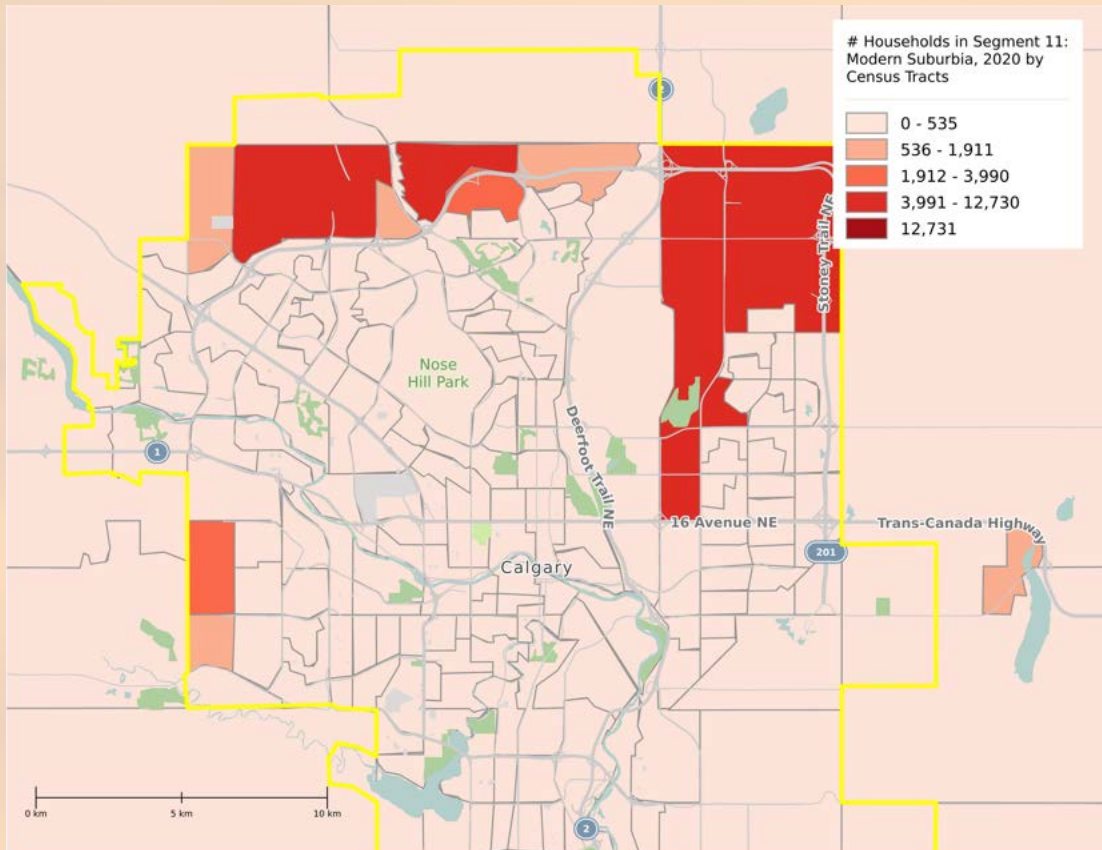 # Households in Segment 11:
Modern Suburbia, 2020 by
Census Tracts
0 - 535
536 - 1,911
1,912 - 3,990
3,991 - 12,730
12,731
Stoney Trail NE
Nose
Hill Park
Deerfoot Trail NE
1
16 Avenue NE
Trans-Canada Highway
201
Calgary
0 km
5 km
10 km
2